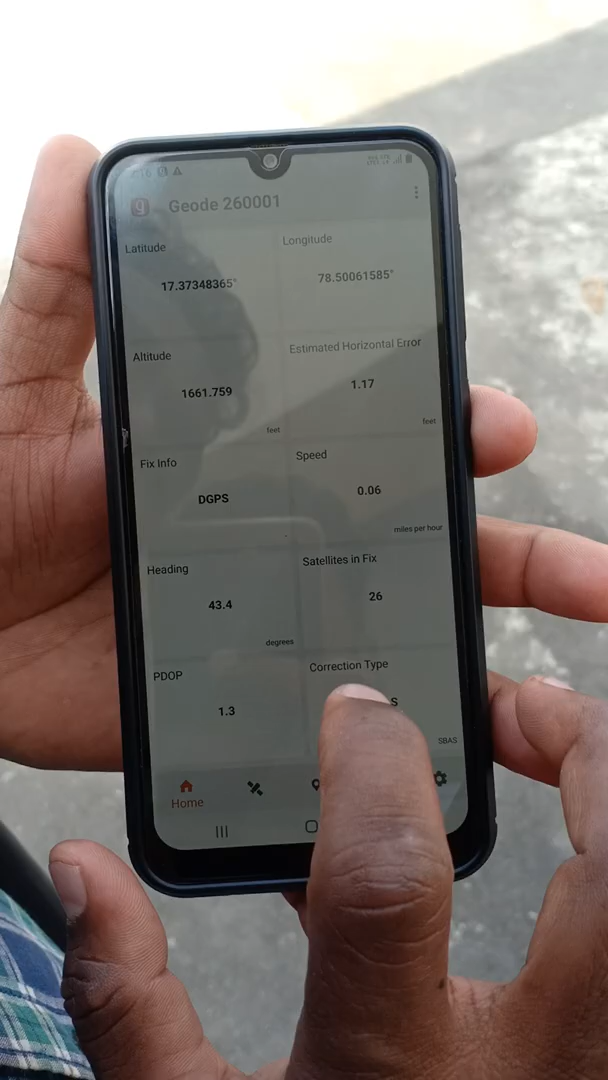 g Geode 260001
Latitude
17.37348365°
Longitude
78.50061585°
Altitude
1661.759
feet
Estimated Horizontal Error
1.17
feet
Fix Info
DGPS
Speed
0.06
miles per hour
Heading
43.4
degrees
Satellites in Fix
26
PDOP
1.3
Correction Type
S
SBAS
Home